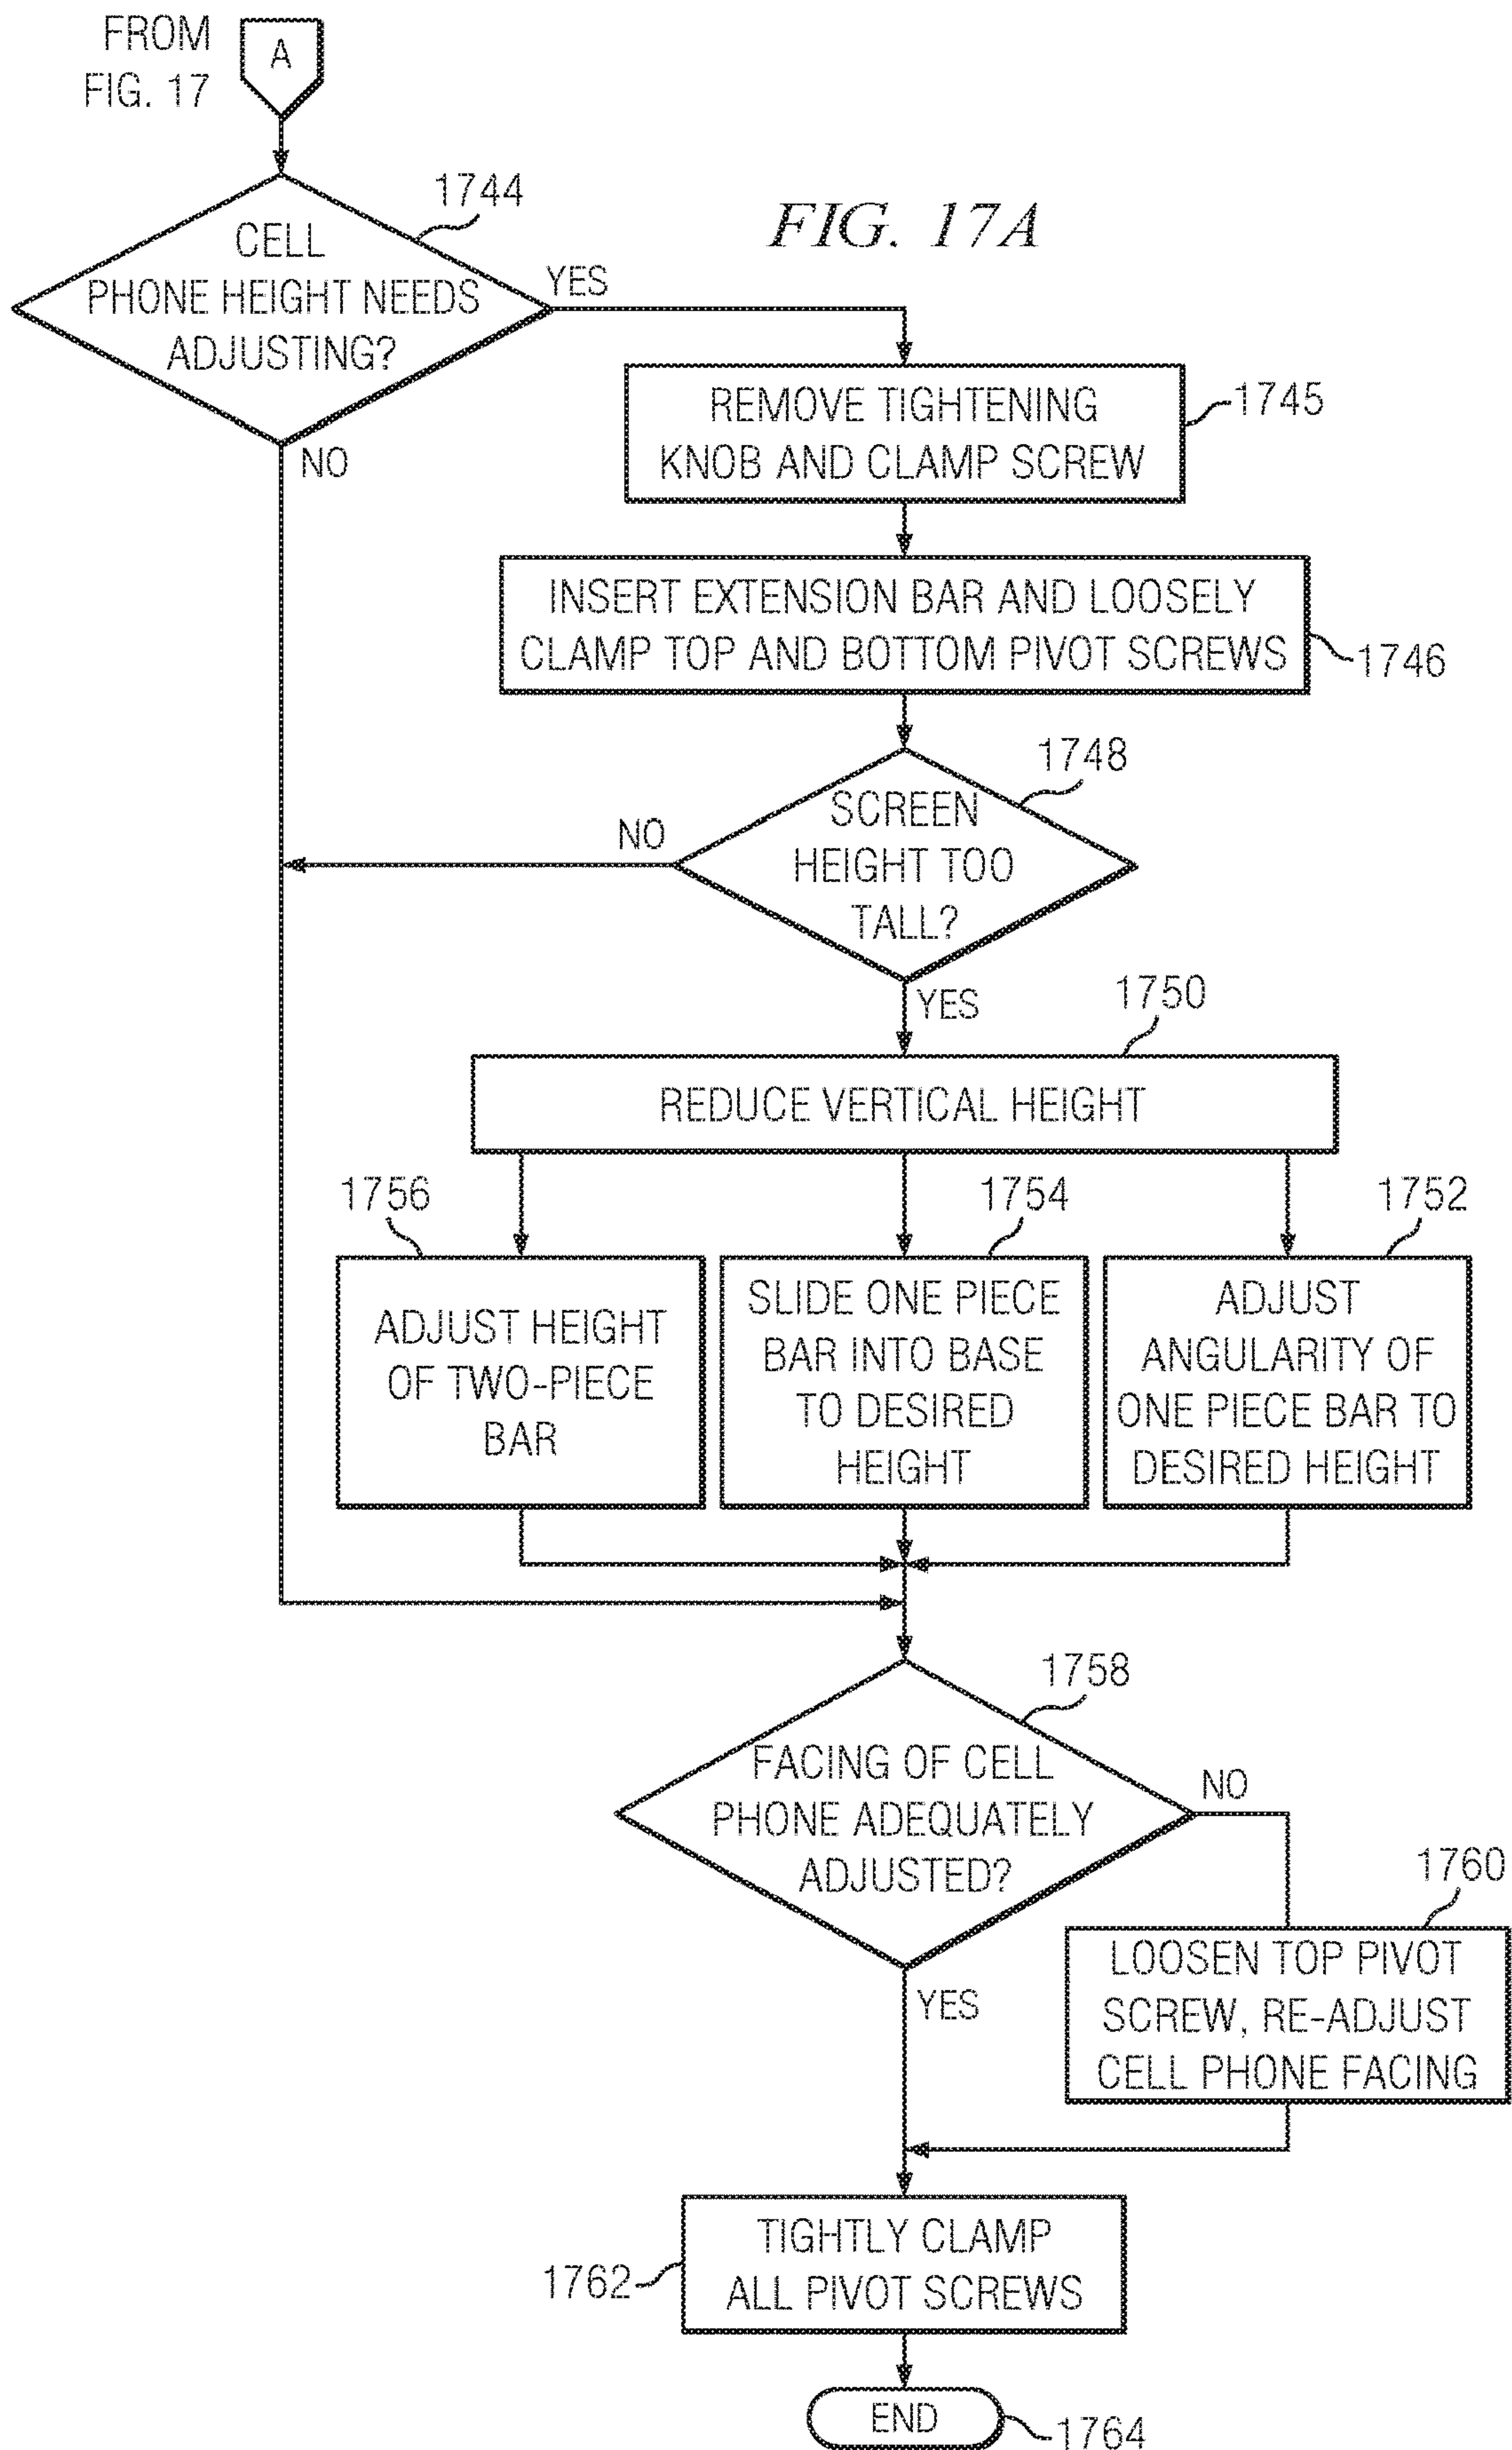 FROM
FIG. 17
A
1744
FIG. 17A
CELL
PHONE HEIGHT NEEDS
ADJUSTING?
YES
NO
REMOVE TIGHTENING
KNOB AND CLAMP SCREW
1745
INSERT EXTENSION BAR AND LOOSELY
CLAMP TOP AND BOTTOM PIVOT SCREWS
1746
1748
SCREEN
HEIGHT TOO
TALL?
NO
YES
1750
REDUCE VERTICAL HEIGHT
1756
1754
1752
ADJUST HEIGHT
OF TWO-PIECE
BAR
SLIDE ONE PIECE
BAR INTO BASE
TO DESIRED
HEIGHT
ADJUST
ANGULARITY OF
ONE PIECE BAR TO
DESIRED HEIGHT
1758
FACING OF CELL
PHONE ADEQUATELY
ADJUSTED?
NO
YES
1760
LOOSEN TOP PIVOT
SCREW, RE-ADJUST
CELL PHONE FACING
TIGHTLY CLAMP
ALL PIVOT SCREWS
1762
END
1764